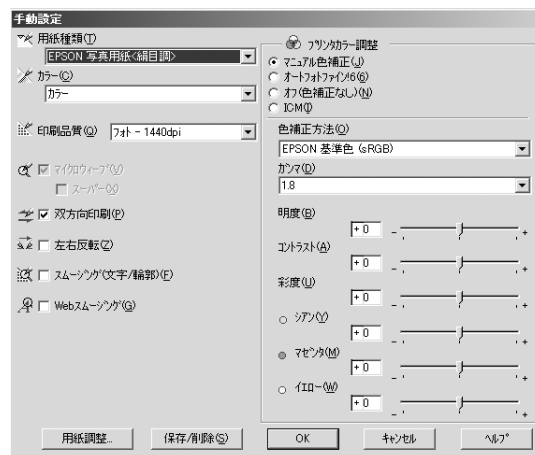 手動設定
用紙種類(T)
EPSON 写真用紙<絹目調>
カラー(C)
カラー
印刷品質(Q)
フォト - 1440dpi
マイクロウィーブ(V)
スーパー(X)
双方向印刷(P)
左右反転(Z)
スムージング(文字/輪郭)(F)
Webスムージング(G)
プリンタカラー調整
マニュアル色補正(J)
オートフォトファイン!6(6)
オフ(色補正なし)(N)
ICM(I)
色補正方法(O)
EPSON 基準色 (sRGB)
ガンマ(D)
1.8
明度(B)
+ 0
- +
コントラスト(A)
+ 0
- +
彩度(U)
+ 0
- +
シアン(Y)
+ 0
- +
マゼンタ(M)
+ 0
- +
イエロー(W)
+ 0
- +
用紙調整...
保存/削除(S)
OK
キャンセル
ヘルプ